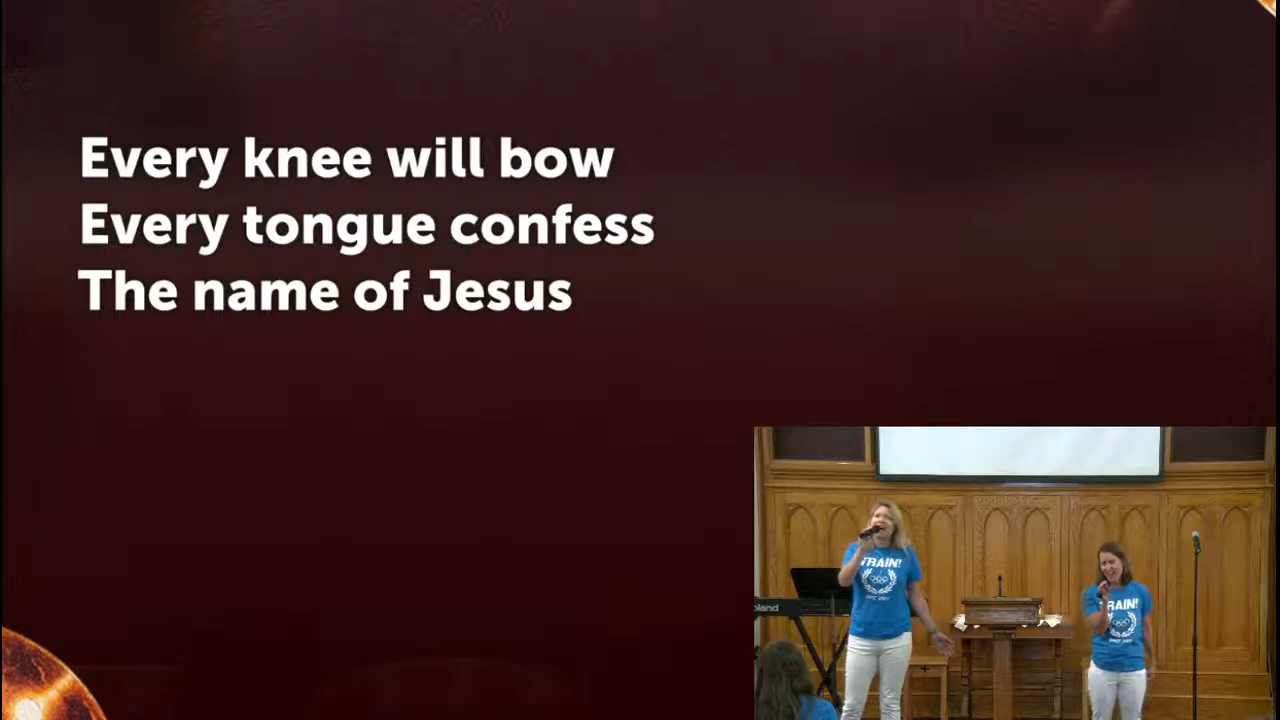 Every knee will bow
Every tongue confess
The name of Jesus
TRAIN!
TRAIN!